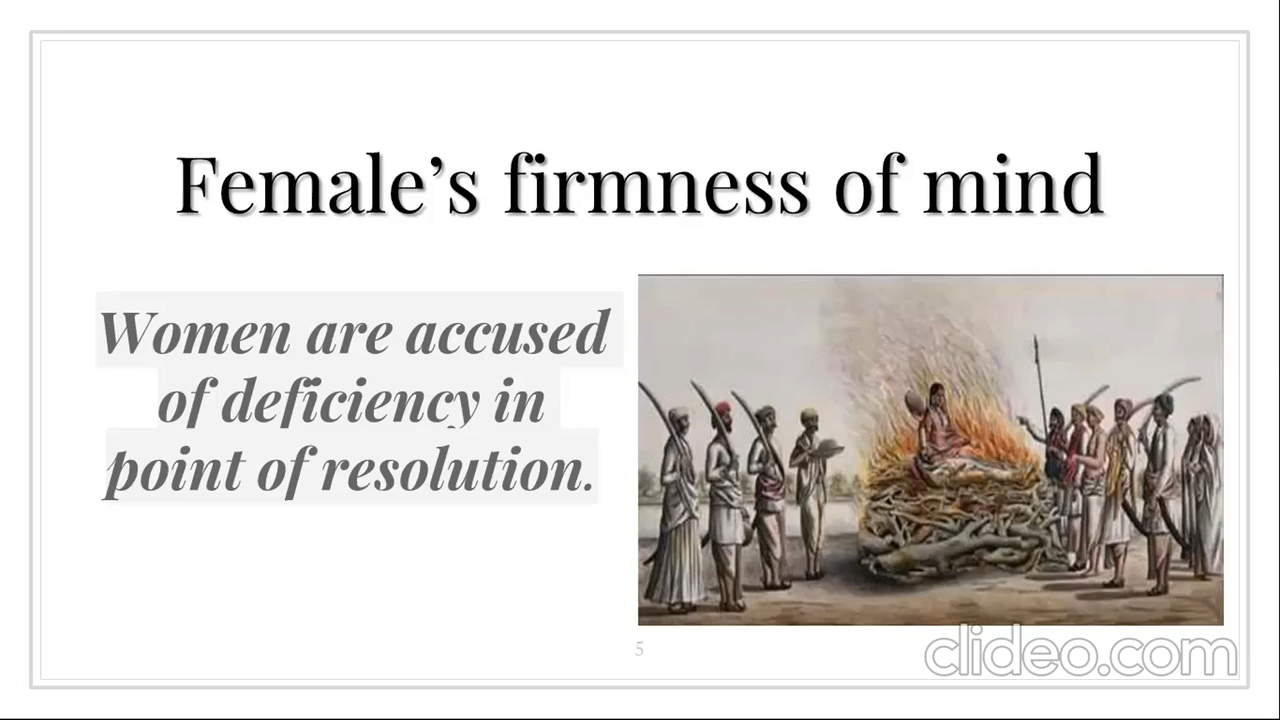 Female’s firmness of mind
Women are accused
of deficiency in
point of resolution.
5
clideo.com